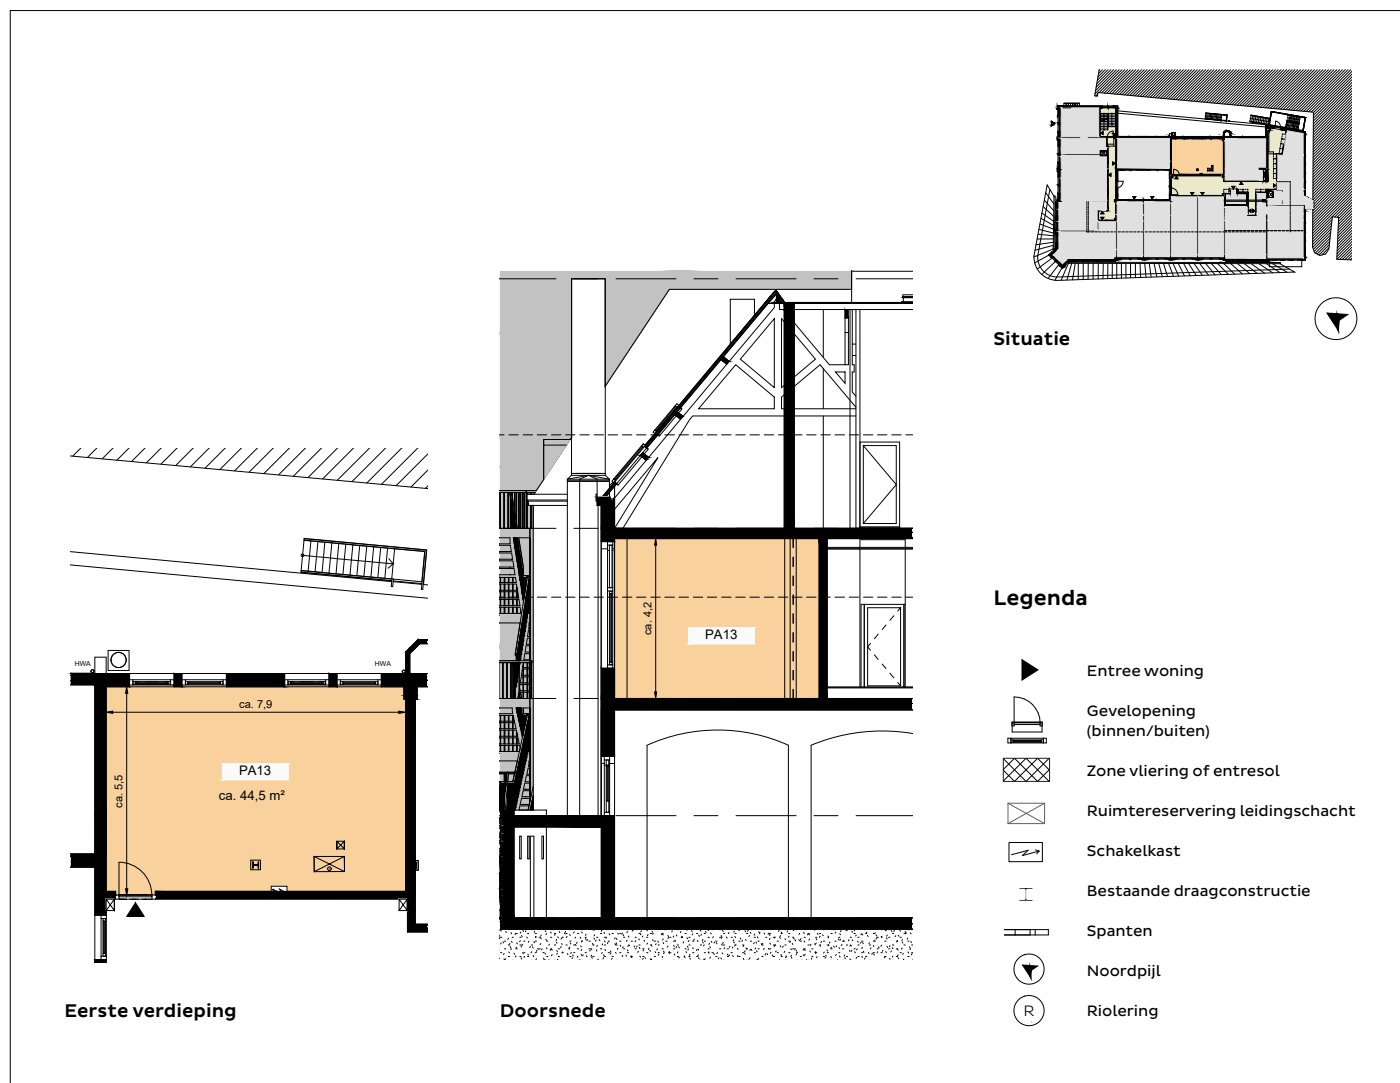 Situatie
Legenda
Entree woning
Gevelopening
(binnen/buiten)
Zone vliering of entresol
Ruimtereservering leidingschacht
Schakelkast
Bestaande draagconstructie
Spanten
Noordpijl
R
Riolering
HWA
HWA
ca. 7,9
ca. 5,5
PA13
ca. 44,5 m²
Eerste verdieping
ca. 4,2
PA13
Doorsnede